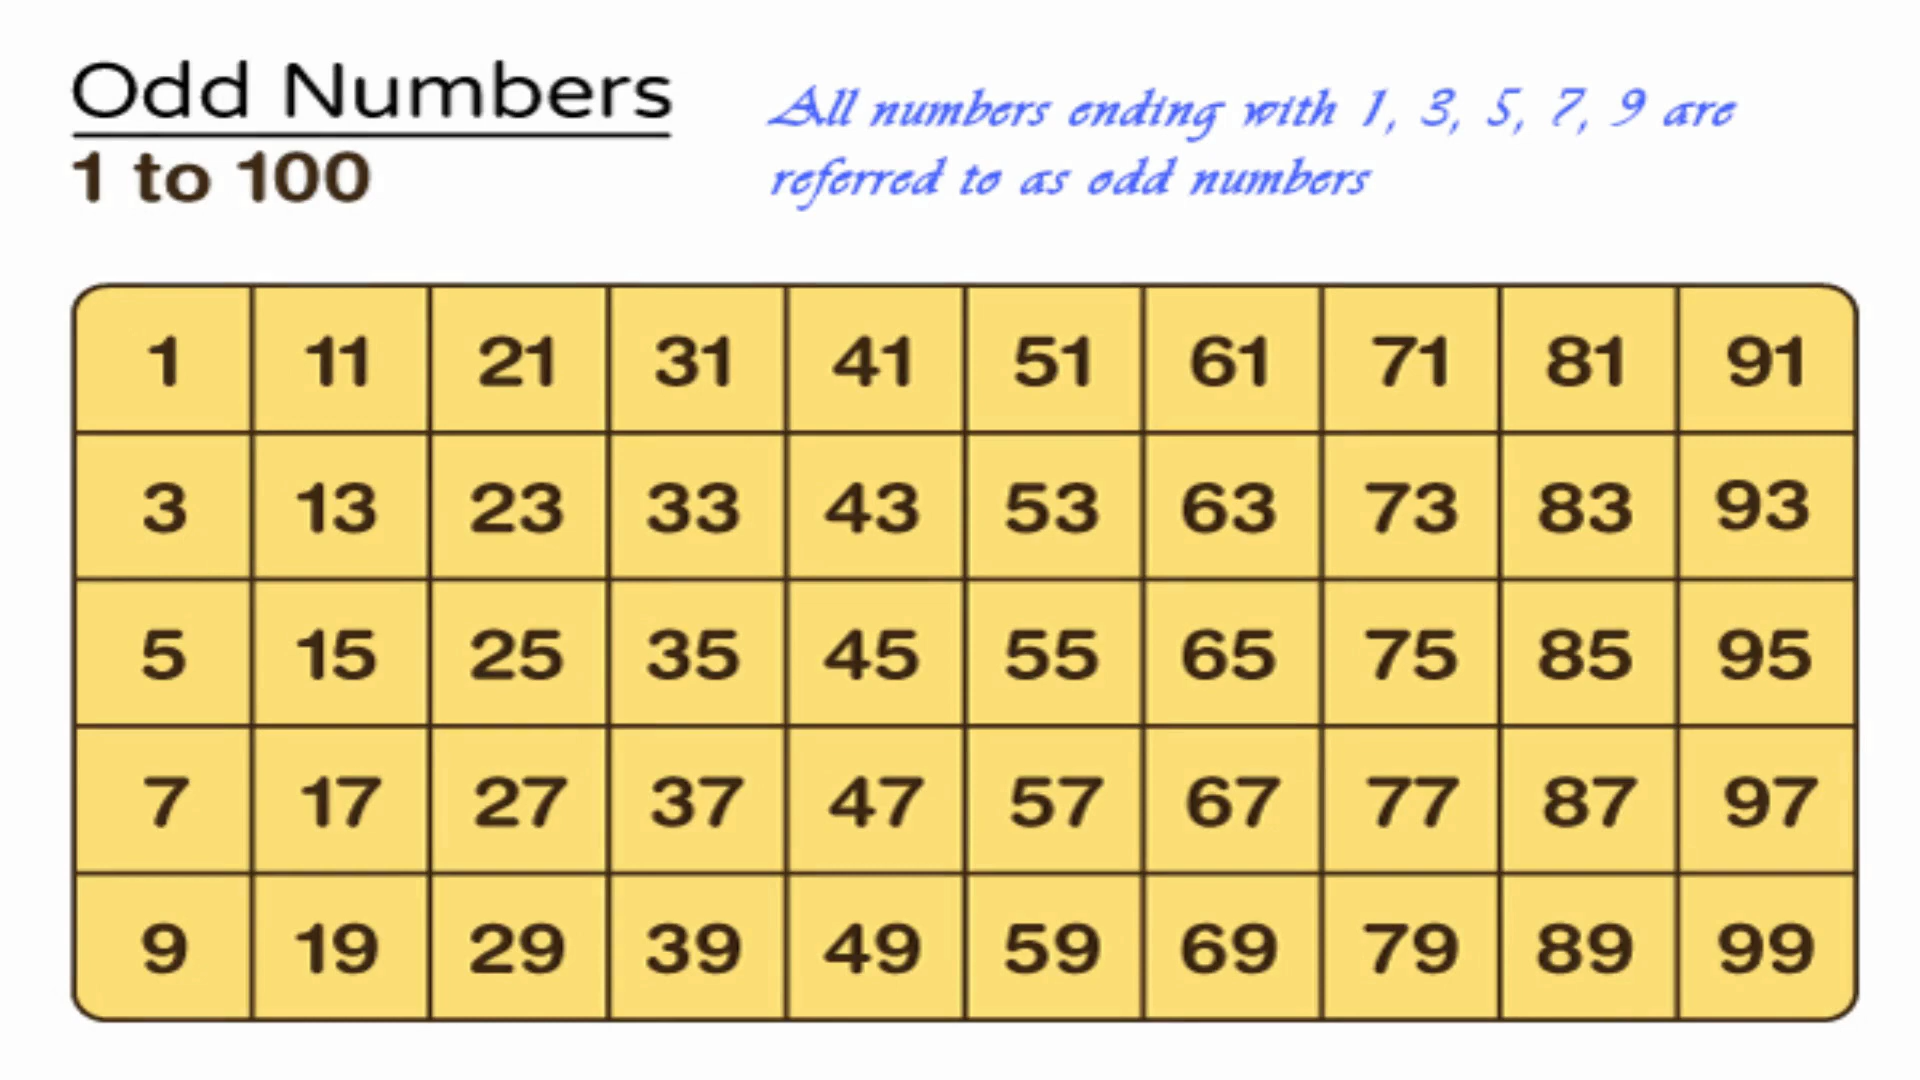 Odd Numbers
1 to 100
All numbers ending with 1, 3, 5, 7, 9 are
referred to as odd numbers
1 11 21 31 41 51 61 71 81 91
3 13 23 33 43 53 63 73 83 93
5 15 25 35 45 55 65 75 85 95
7 17 27 37 47 57 67 77 87 97
9 19 29 39 49 59 69 79 89 99